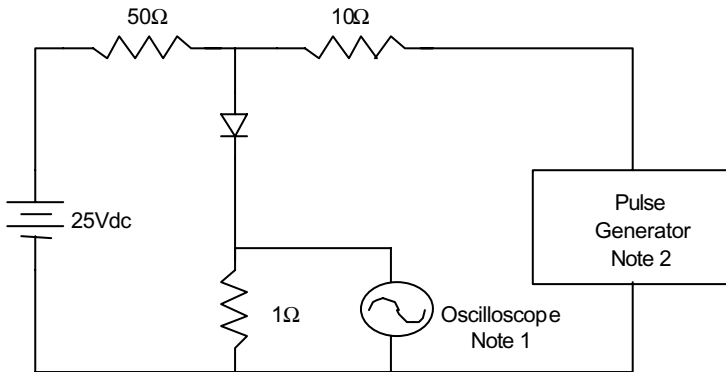 50Ω
10Ω
25Vdc
Pulse
Generator
Note 2
1Ω
Oscilloscope
Note 1